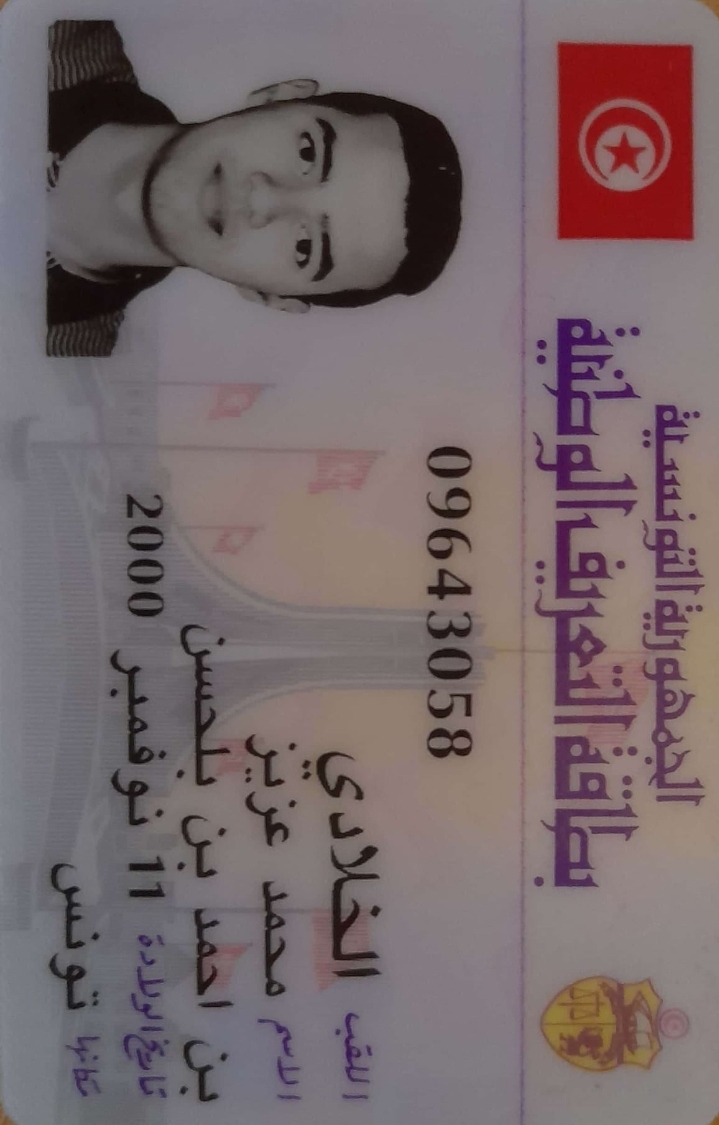 الجمهورية التونسية
بطاقة التعريف الوطنية
09643058
اللقب الخلادي
الاسم محمد عزيز
بن احمد بن بلحسن
تاريخ الولادة 11 نوفمبر 2000
مكانها تونس